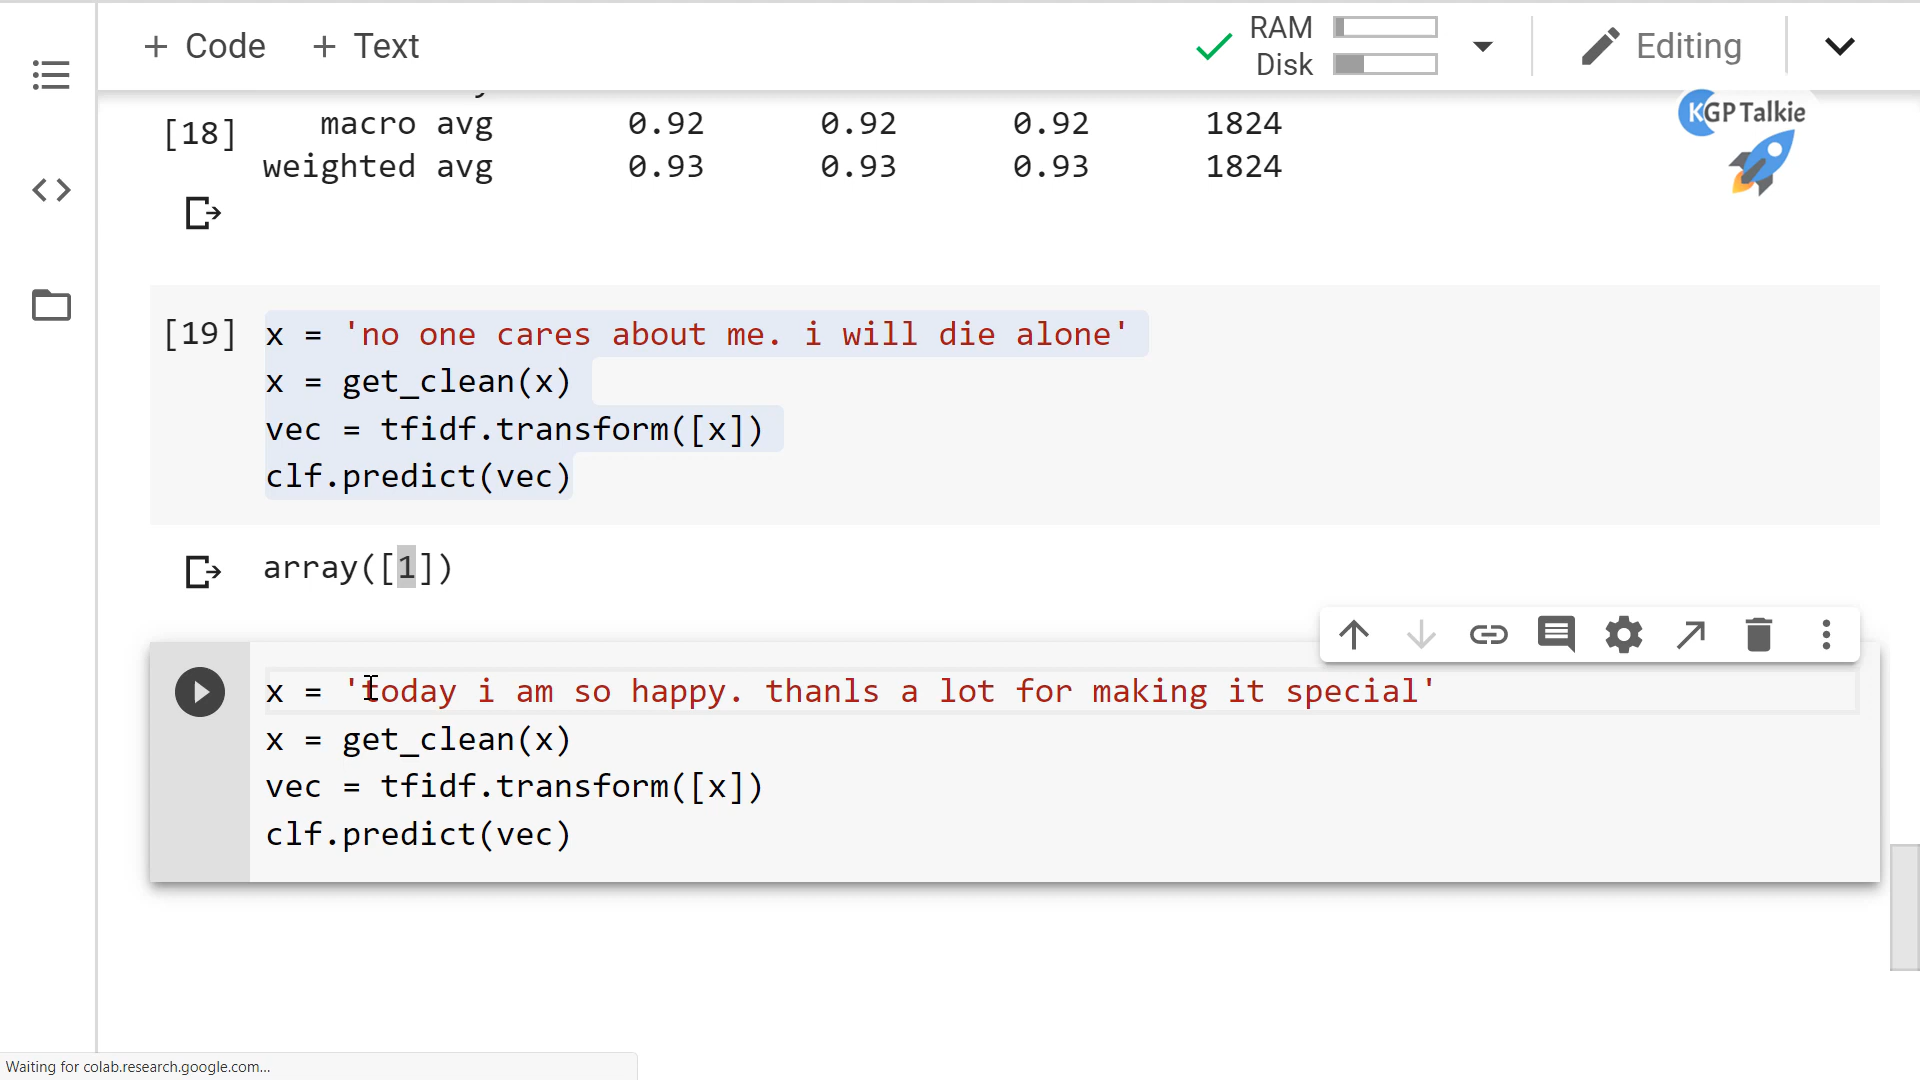 + Code + Text
RAM
Disk
Editing
KGP Talkie
[18] macro avg 0.92 0.92 0.92 1824
weighted avg 0.93 0.93 0.93 1824
[19] x = 'no one cares about me. i will die alone'
x = get_clean(x)
vec = tfidf.transform([x])
clf.predict(vec)
array([1])
x = 'today i am so happy. thanls a lot for making it special'
x = get_clean(x)
vec = tfidf.transform([x])
clf.predict(vec)
Waiting for colab.research.google.com...